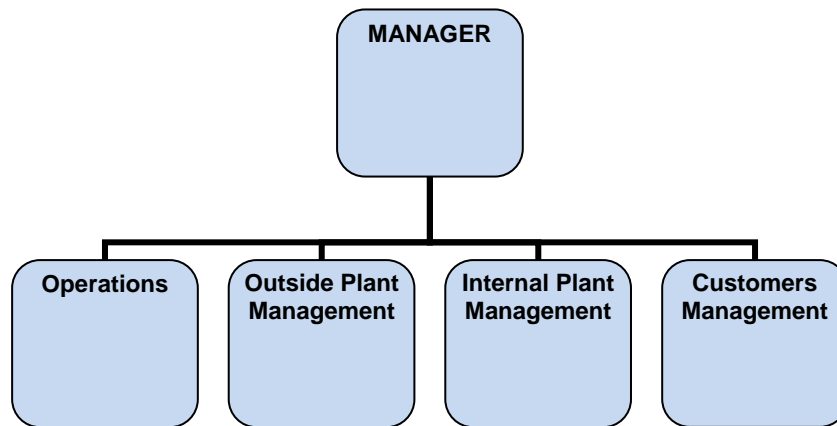 MANAGER
Operations
Outside Plant
Management
Internal Plant
Management
Customers
Management